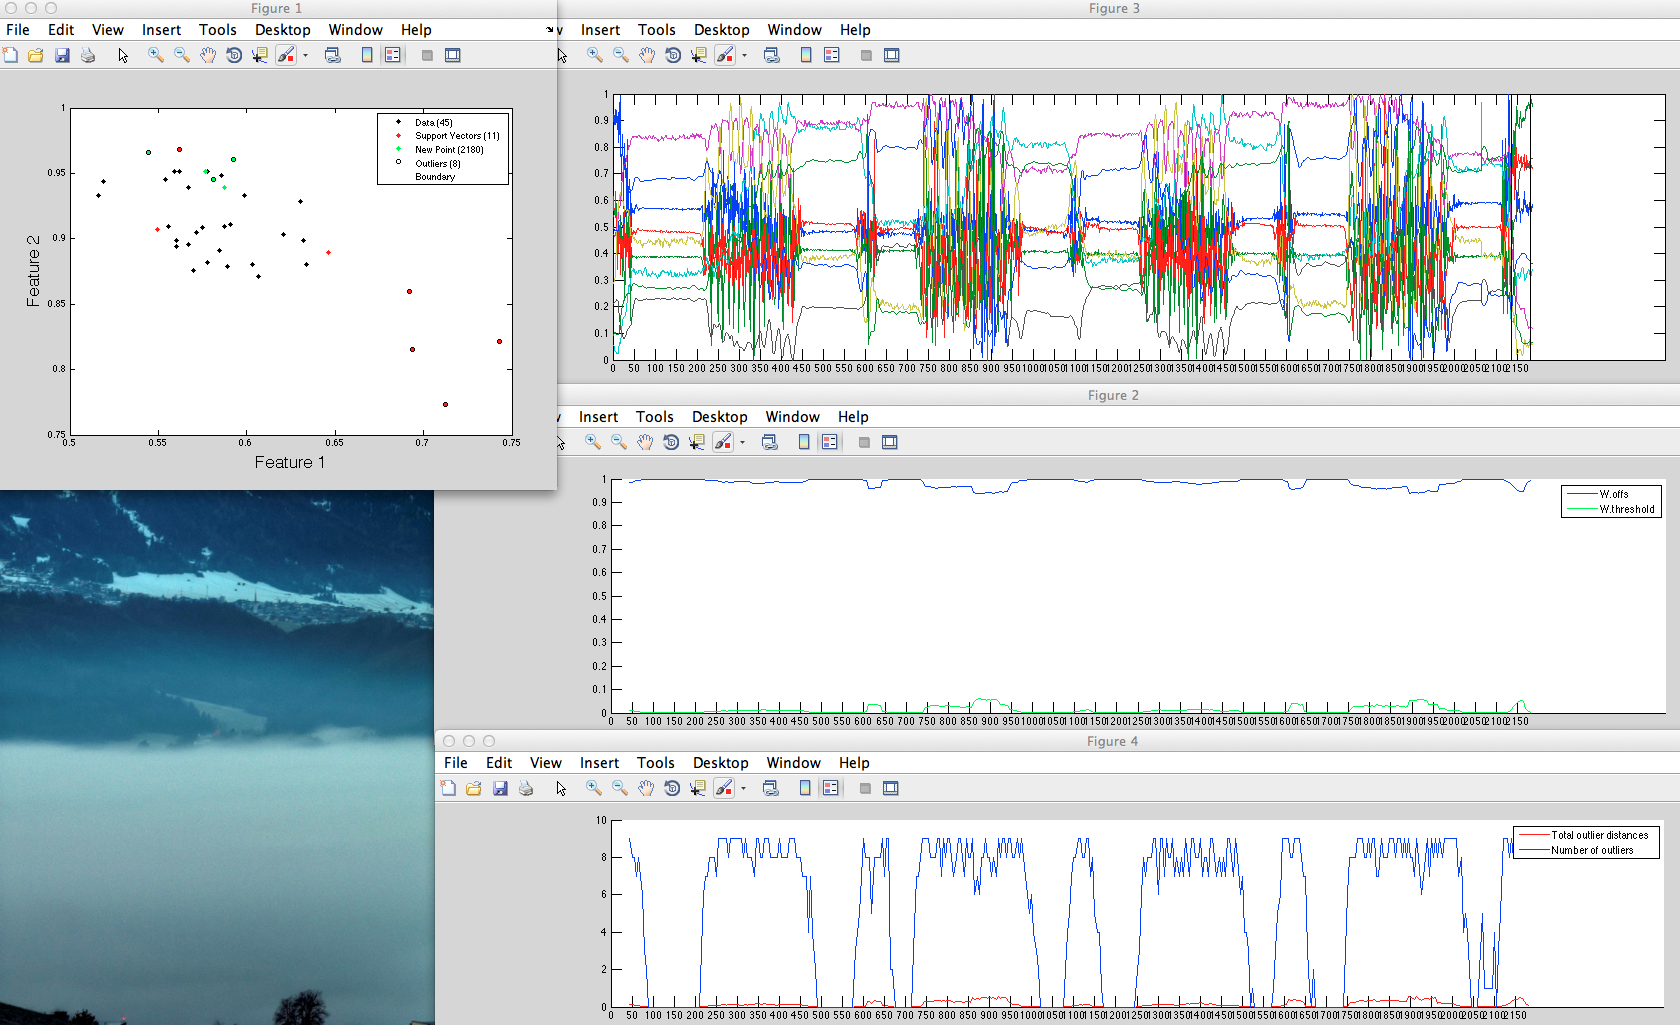 Figure 1
File Edit View Insert Tools Desktop Window Help
1
0.95
0.9
0.85
0.8
0.75
0.5 0.55 0.6 0.65 0.7 0.75
Feature 2
Feature 1
Data (45)
Support Vectors (11)
New Point (2180)
Outliers (8)
Boundary
Figure 3
w Insert Tools Desktop Window Help
1
0.9
0.8
0.7
0.6
0.5
0.4
0.3
0.2
0.1
0
0 50 100 150 200 250 300 350 400 450 500 550 600 650 700 750 800 850 900 950 1000 1050 1100 1150 1200 1250 1300 1350 1400 1450 1500 1550 1600 1650 1700 1750 1800 1850 1900 1950 2000 2050 2100 2150
Figure 2
w Insert Tools Desktop Window Help
1
0.9
0.8
0.7
0.6
0.5
0.4
0.3
0.2
0.1
0
0 50 100 150 200 250 300 350 400 450 500 550 600 650 700 750 800 850 900 950 1000 1050 1100 1150 1200 1250 1300 1350 1400 1450 1500 1550 1600 1650 1700 1750 1800 1850 1900 1950 2000 2050 2100 2150
W.offs
W.threshold
Figure 4
File Edit View Insert Tools Desktop Window Help
10
8
6
4
2
0
0 50 100 150 200 250 300 350 400 450 500 550 600 650 700 750 800 850 900 950 1000 1050 1100 1150 1200 1250 1300 1350 1400 1450 1500 1550 1600 1650 1700 1750 1800 1850 1900 1950 2000 2050 2100 2150
Total outlier distances
Number of outliers